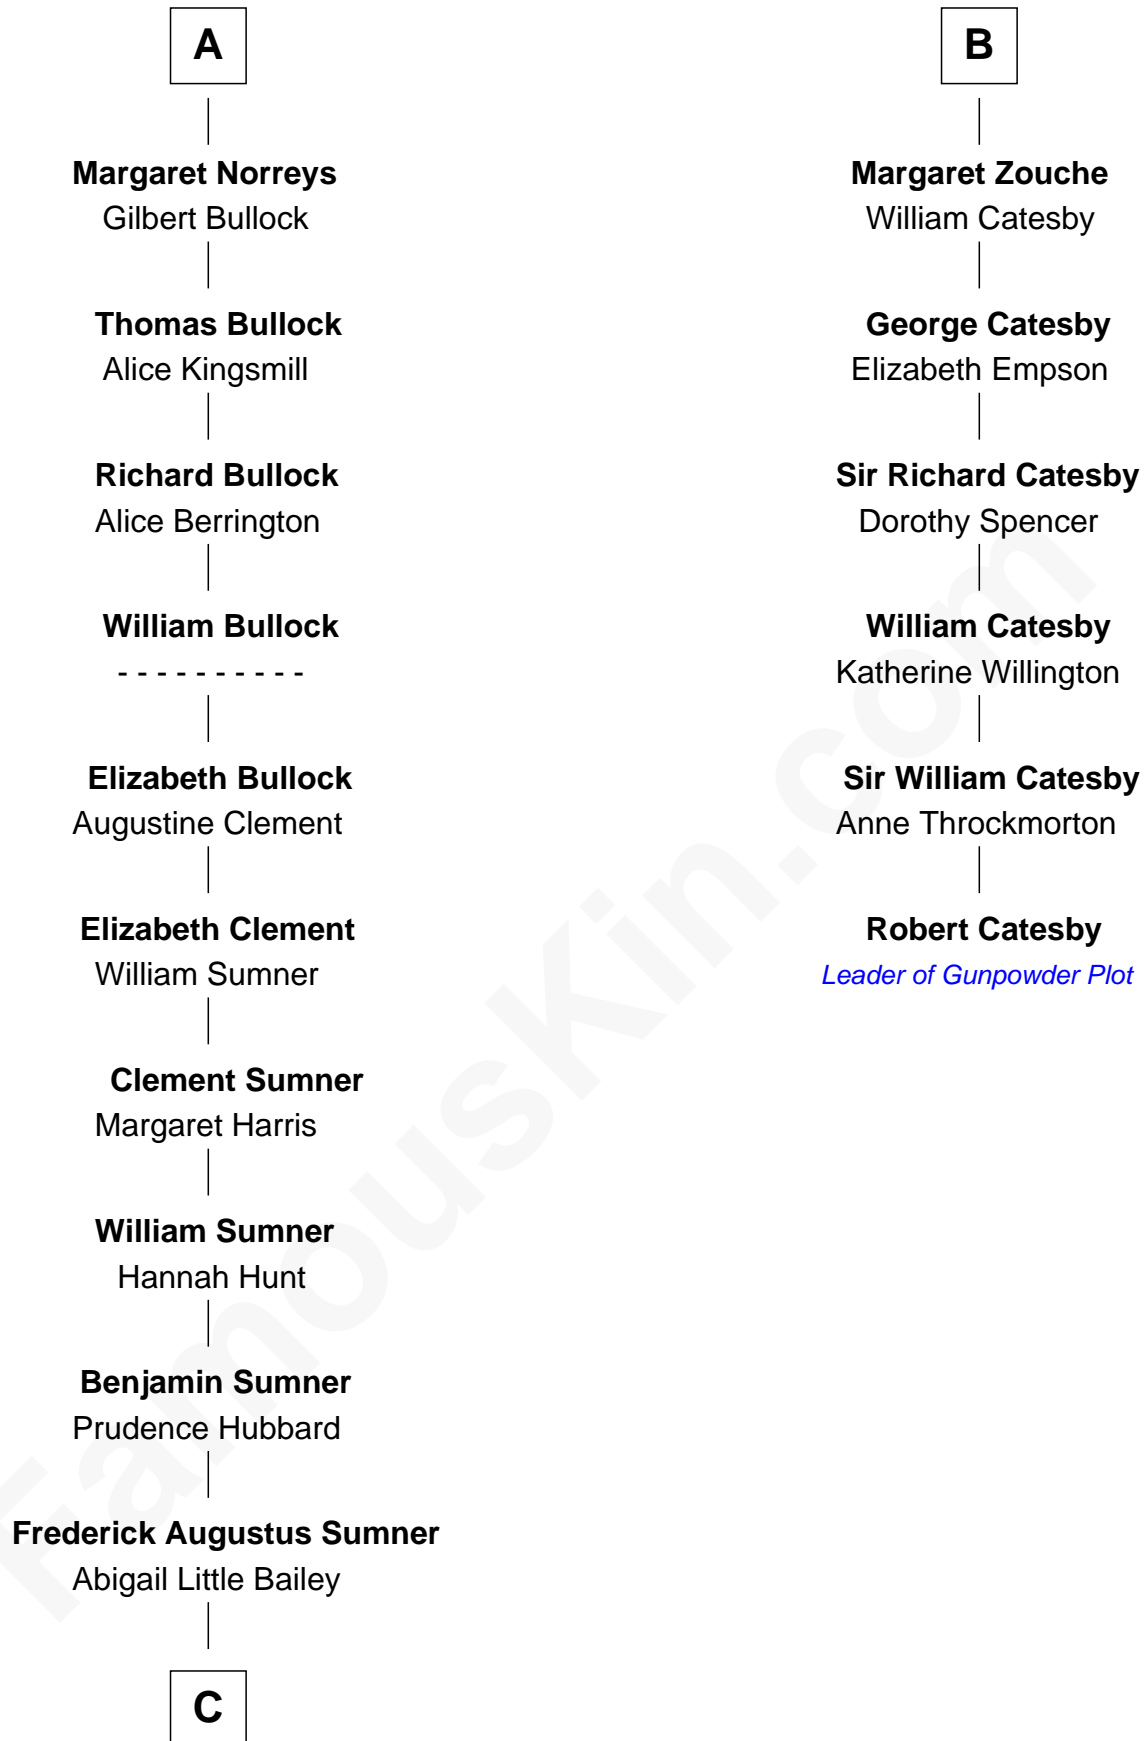 A
Margaret Norreys
Gilbert Bullock
Thomas Bullock
Alice Kingsmill
Richard Bullock
Alice Berrington
William Bullock
- - - - - - - - - -
Elizabeth Bullock
Augustine Clement
Elizabeth Clement
William Sumner
Clement Sumner
Margaret Harris
William Sumner
Hannah Hunt
Benjamin Sumner
Prudence Hubbard
Frederick Augustus Sumner
Abigail Little Bailey
C
B
Margaret Zouche
William Catesby
George Catesby
Elizabeth Empson
Sir Richard Catesby
Dorothy Spencer
William Catesby
Katherine Willington
Sir William Catesby
Anne Throckmorton
Robert Catesby
Leader of Gunpowder Plot
FamousKin.com